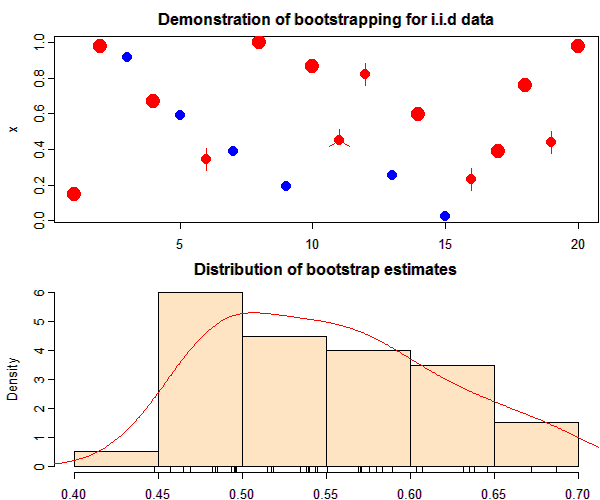 Demonstration of bootstrapping for i.i.d data
1.0
0.8
0.6
0.4
0.2
0.0
x
5 10 15 20
Distribution of bootstrap estimates
6
5
4
3
2
1
0
Density
0.40 0.45 0.50 0.55 0.60 0.65 0.70